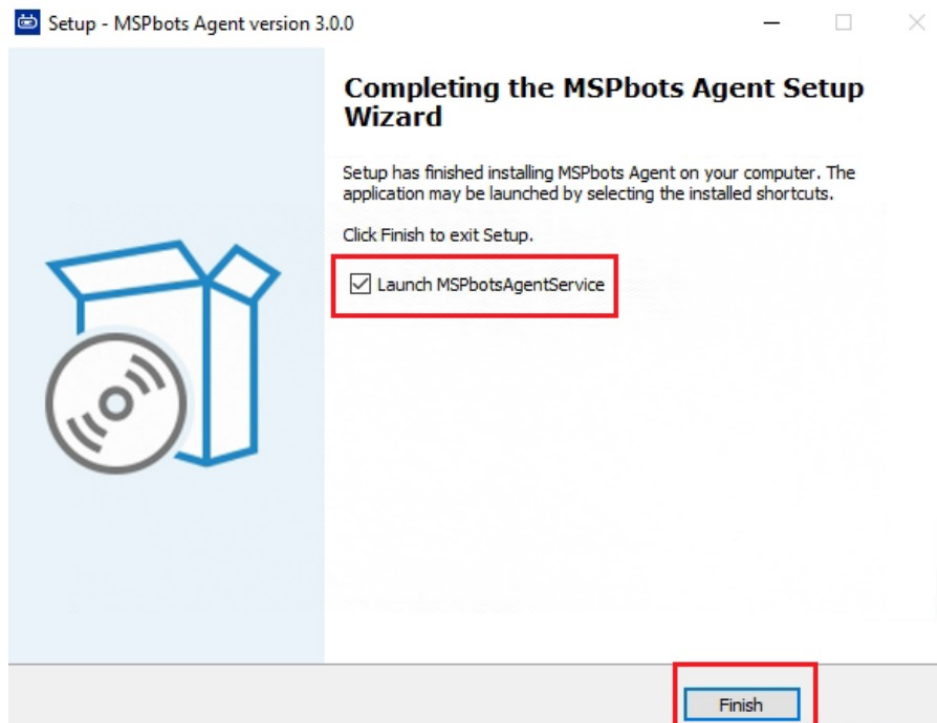 Setup - MSPbots Agent version 3.0.0
Completing the MSPbots Agent Setup
Wizard
Setup has finished installing MSPbots Agent on your computer. The
application may be launched by selecting the installed shortcuts.
Click Finish to exit Setup.
Launch MSPbotsAgentService
Finish